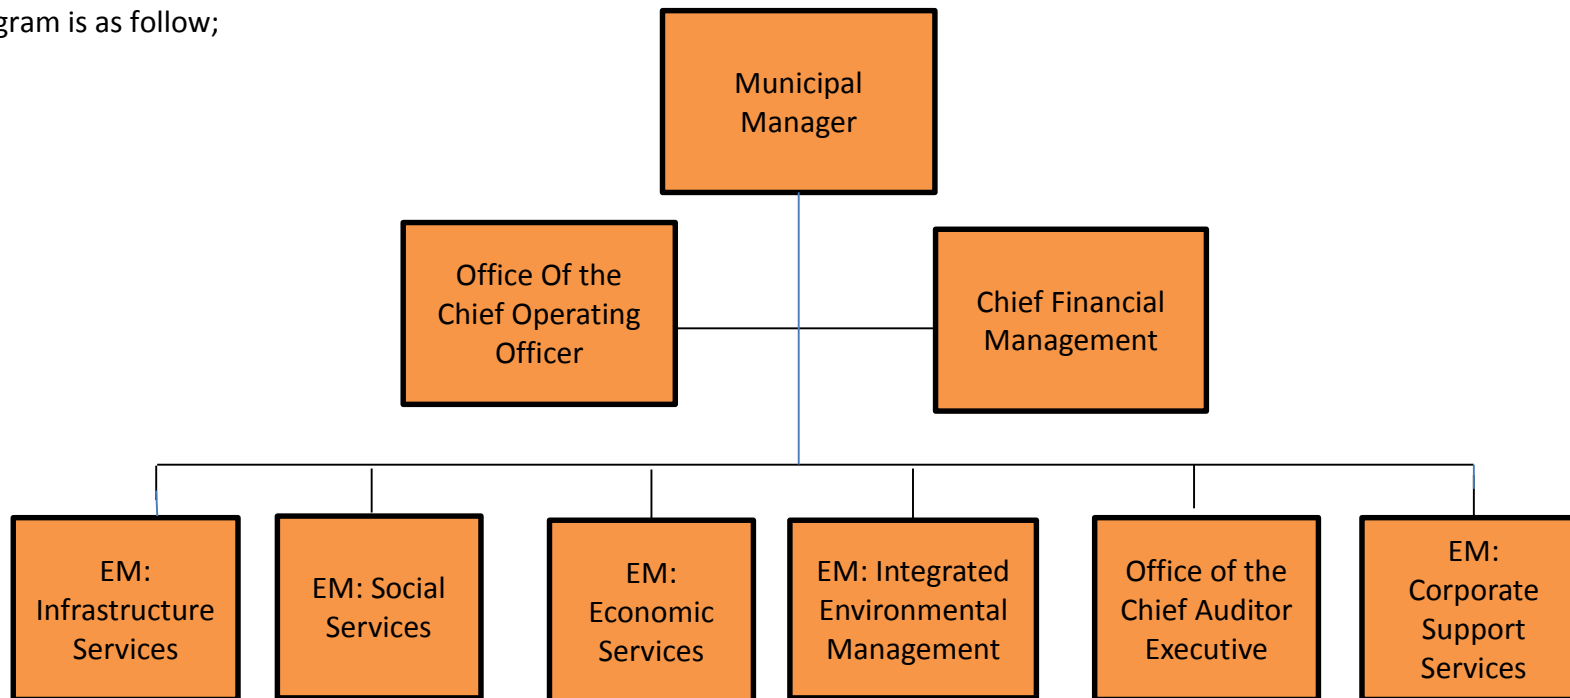 gram is as follow;
Municipal
Manager
Office Of the
Chief Operating
Officer
Chief Financial
Management
EM:
Infrastructure
Services
EM: Social
Services
EM:
Economic
Services
EM: Integrated
Environmental
Management
Office of the
Chief Auditor
Executive
EM:
Corporate
Support
Services